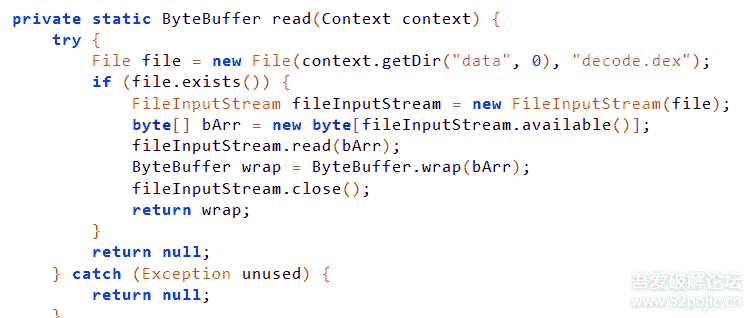 private static ByteBuffer read(Context context) {
    try {
        File file = new File(context.getDir("data", 0), "decode.dex");
        if (file.exists()) {
            FileInputStream fileInputStream = new FileInputStream(file);
            byte[] bArr = new byte[fileInputStream.available()];
            fileInputStream.read(bArr);
            ByteBuffer wrap = ByteBuffer.wrap(bArr);
            fileInputStream.close();
            return wrap;
        }
        return null;
    } catch (Exception unused) {
        return null;
    }
吾爱破解论坛
www.52pojie.cn